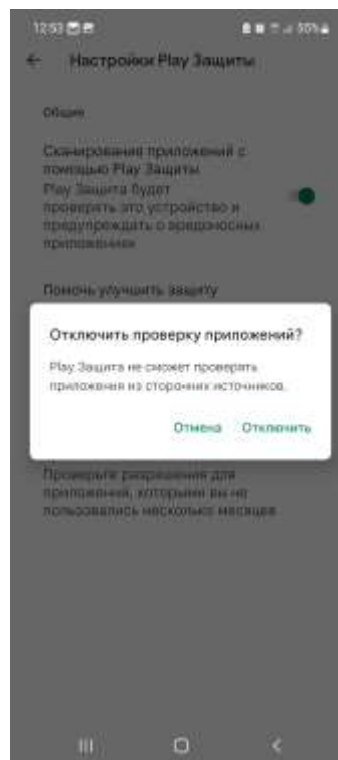 12:53
50%
Настройки Play Защиты
Общие
Сканирование приложений с
помощью Play Защиты
Play Защита будет
проверять это устройство и
предупреждать о вредоносных
приложениях
Помочь улучшить защиту
Отключить проверку приложений?
Play Защита не сможет проверять
приложения из сторонних источников.
Отмена Отключить
Проверьте разрешения для
приложений, которыми вы не
пользовались несколько месяцев